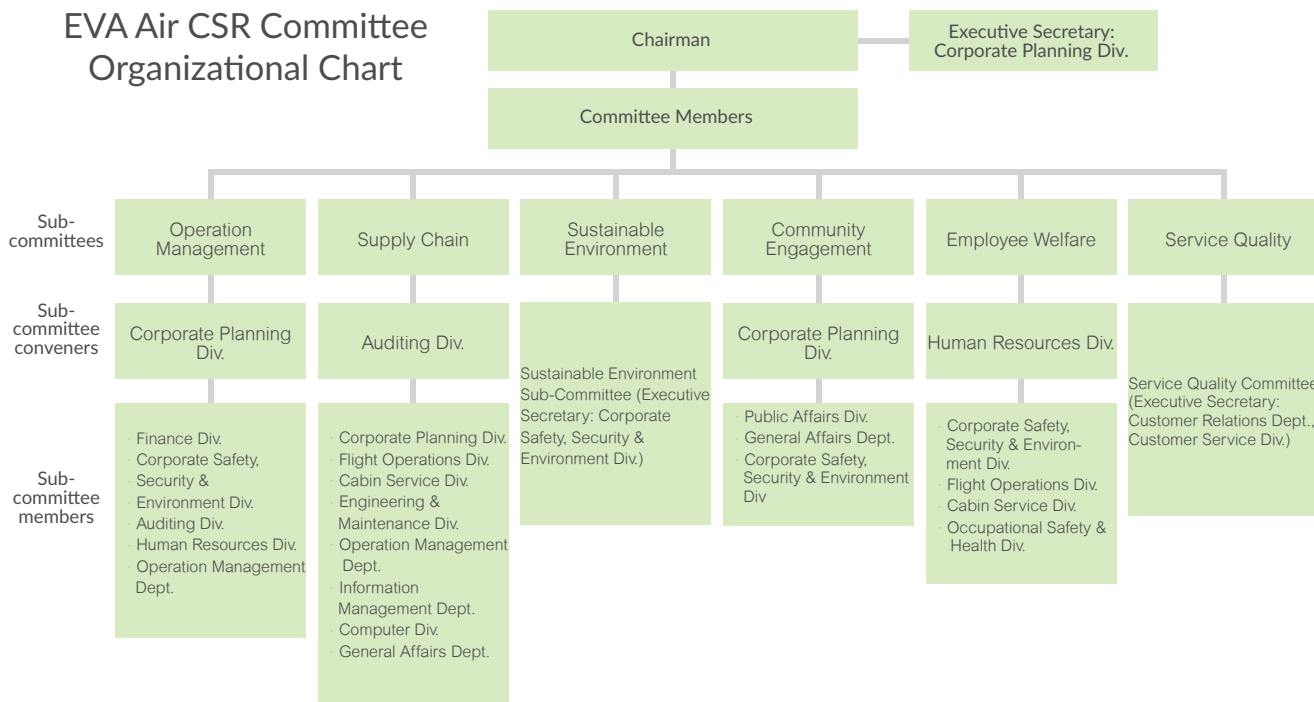 EVA Air CSR Committee
Organizational Chart
Chairman
Executive Secretary:
Corporate Planning Div.
Committee Members
Sub-
committees
Operation
Management
Supply Chain
Sustainable
Environment
Community
Engagement
Employee Welfare
Service Quality
Sub-
committee
conveners
Corporate Planning
Div.
Auditing Div.
Corporate Planning
Div.
Human Resources Div.
Sustainable Environment
Sub-Committee (Executive
Secretary: Corporate
Safety, Security &
Environment Div.)
Service Quality Committee
(Executive Secretary:
Customer Relations Dept.,
Customer Service Div.)
Sub-
committee
members
· Finance Div.
· Corporate Safety,
· Security &
· Environment Div.
· Auditing Div.
· Human Resources Div.
· Operation Management
Dept.
· Corporate Planning Div.
· Flight Operations Div.
· Cabin Service Div.
· Engineering &
Maintenance Div.
· Operation Management
Dept.
· Information
Management Dept.
· Computer Div.
· General Affairs Dept.
· Public Affairs Div.
· General Affairs Dept.
· Corporate Safety,
Security & Environment
Div
· Corporate Safety,
Security & Environ-
ment Div.
· Flight Operations Div.
· Cabin Service Div.
· Occupational Safety &
Health Div.